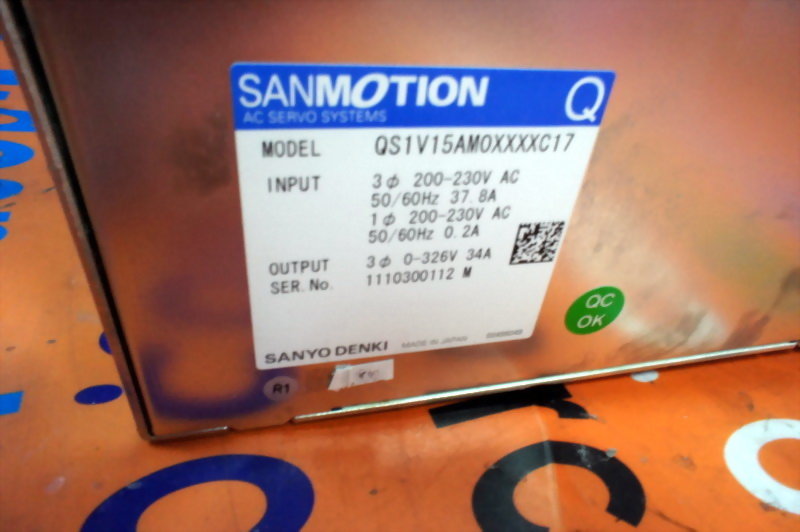 SANMOTION Q
AC SERVO SYSTEMS
MODEL QS1V15AM0XXXXC17
INPUT 3φ 200-230V AC
50/60Hz 37.8A
1φ 200-230V AC
50/60Hz 0.2A
OUTPUT 3φ 0-326V 34A
SER. No. 1110300112 M
SANYO DENKI MADE IN JAPAN
QC
OK
R1